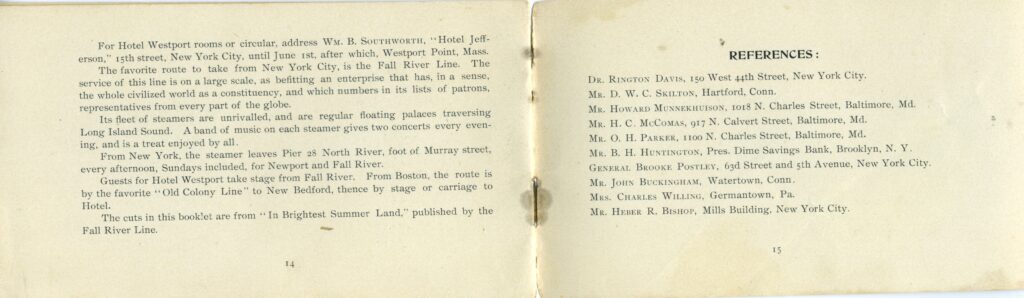 For Hotel Westport rooms or circular, address WM. B. SOUTHWORTH, "Hotel Jeff-
erson," 15th street, New York City, until June 1st, after which, Westport Point, Mass.
The favorite route to take from New York City, is the Fall River Line. The
service of this line is on a large scale, as befitting an enterprise that has, in a sense,
the whole civilized world as a constituency, and which numbers in its lists of patrons,
representatives from every part of the globe.
Its fleet of steamers are unrivalled, and are regular floating palaces traversing
Long Island Sound. A band of music on each steamer gives two concerts every even-
ing, and is a treat enjoyed by all.
From New York, the steamer leaves Pier 28 North River, foot of Murray street,
every afternoon, Sundays included, for Newport and Fall River.
Guests for Hotel Westport take stage from Fall River. From Boston, the route is
by the favorite "Old Colony Line" to New Bedford, thence by stage or carriage to
Hotel.
The cuts in this booklet are from "In Brightest Summer Land," published by the
Fall River Line.
14
REFERENCES:
DR. RINGTON DAVIS, 150 West 44th Street, New York City.
MR. D. W. C. SKILTON, Hartford, Conn.
MR. HOWARD MUNNEKHUISON, 1018 N. Charles Street, Baltimore, Md.
MR. H. C. MCCOMAS, 917 N. Calvert Street, Baltimore, Md.
MR. O. H. PARKER, 1100 N. Charles Street, Baltimore, Md.
MR. B. H. HUNTINGTON, Pres. Dime Savings Bank, Brooklyn, N. Y.
GENERAL BROOKE POSTLEY, 63d Street and 5th Avenue, New York City.
MR. JOHN BUCKINGHAM, Watertown, Conn.
MRS. CHARLES WILLING, Germantown, Pa.
MR. HEBER R. BISHOP, Mills Building, New York City.
15